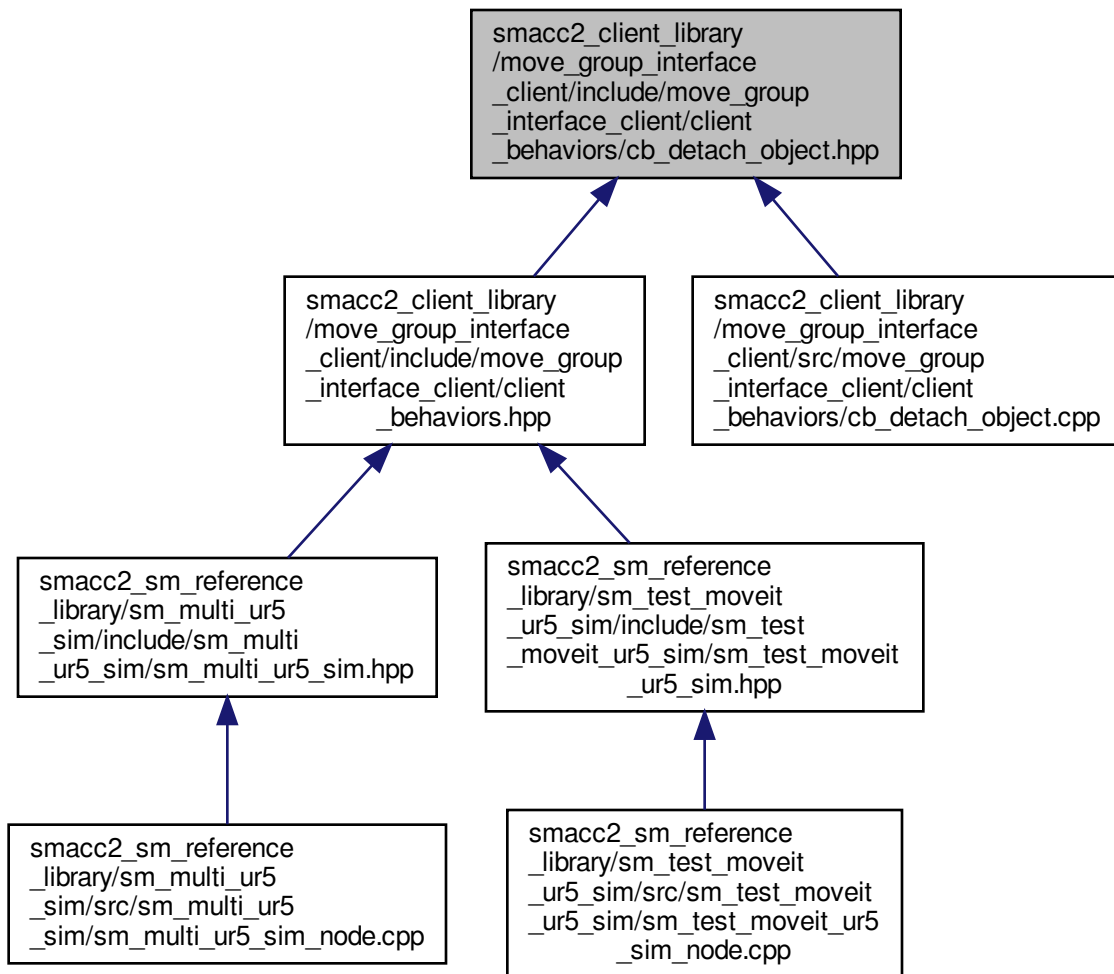 smacc2_client_library
/move_group_interface
_client/include/move_group
_interface_client/client
_behaviors/cb_detach_object.hpp
smacc2_client_library
/move_group_interface
_client/include/move_group
_interface_client/client
_behaviors.hpp
smacc2_client_library
/move_group_interface
_client/src/move_group
_interface_client/client
_behaviors/cb_detach_object.cpp
smacc2_sm_reference
_library/sm_multi_ur5
_sim/include/sm_multi
_ur5_sim/sm_multi_ur5_sim.hpp
smacc2_sm_reference
_library/sm_test_moveit
_ur5_sim/include/sm_test
_moveit_ur5_sim/sm_test_moveit
_ur5_sim.hpp
smacc2_sm_reference
_library/sm_multi_ur5
_sim/src/sm_multi_ur5
_sim/sm_multi_ur5_sim_node.cpp
smacc2_sm_reference
_library/sm_test_moveit
_ur5_sim/src/sm_test_moveit
_ur5_sim/sm_test_moveit_ur5
_sim_node.cpp